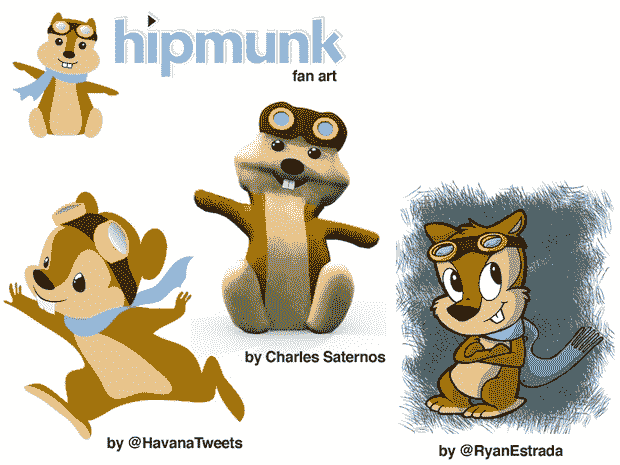 hipmunk
fan art
by Charles Saternos
by @HavanaTweets
by @RyanEstrada